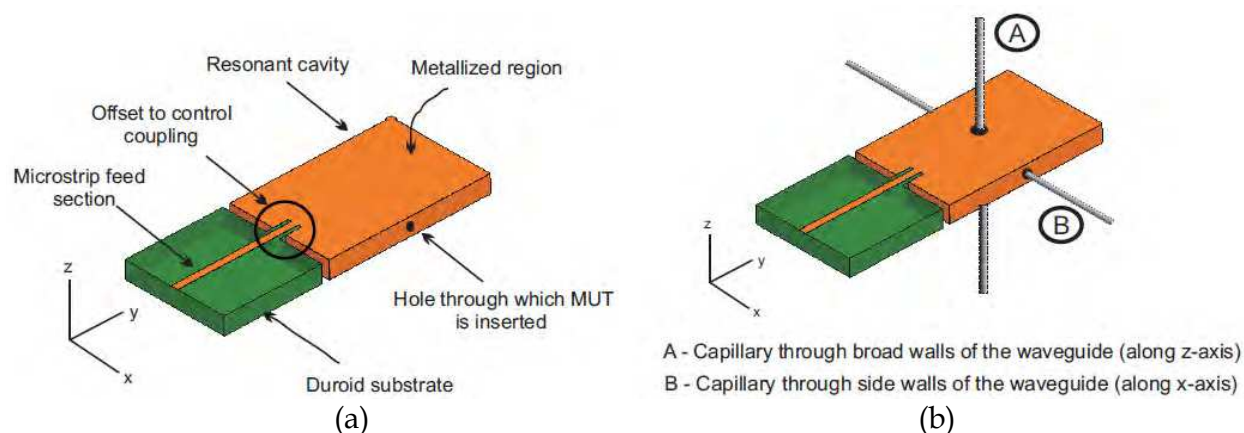 Resonant cavity
Metallized region
Offset to control
coupling
Microstrip feed
section
z
y
x
Hole through which MUT
is inserted
Duroid substrate
(a)
A
B
z
y
x
A - Capillary through broad walls of the waveguide (along z-axis)
B - Capillary through side walls of the waveguide (along x-axis)
(b)